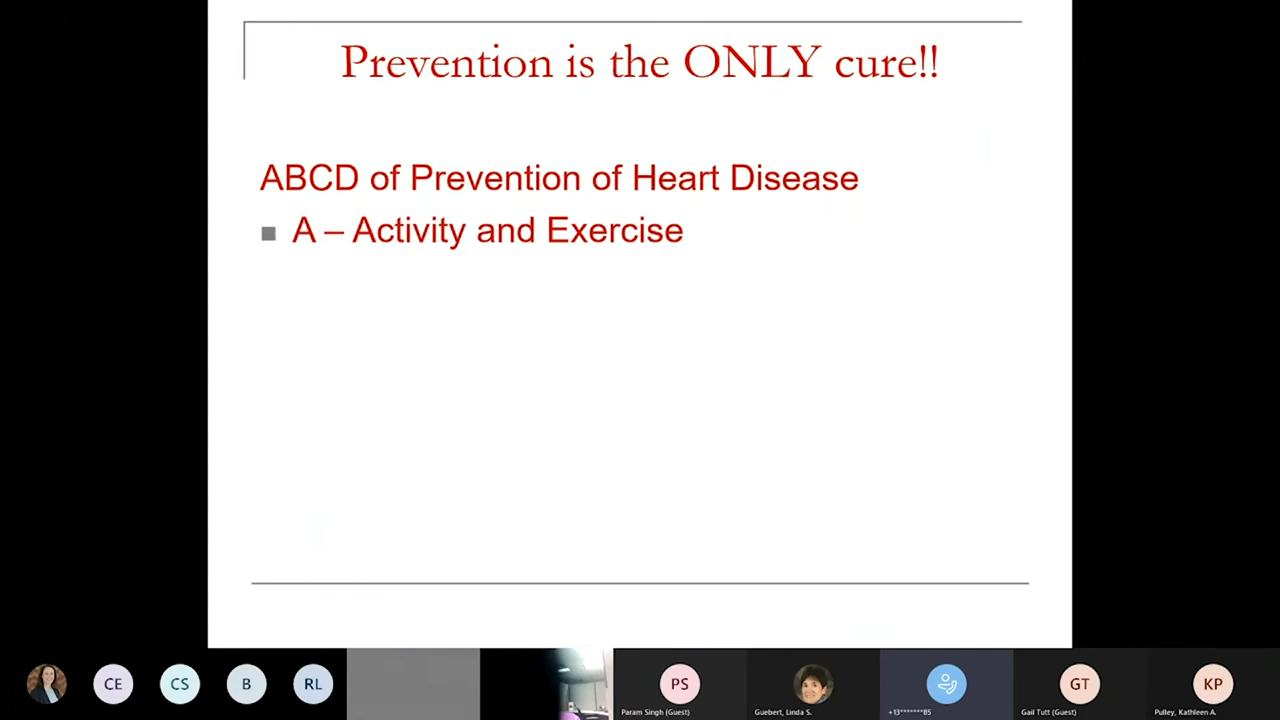 Prevention is the ONLY cure!!
ABCD of Prevention of Heart Disease
A – Activity and Exercise
CE
CS
B
RL
PS
GT
KP
Param Singh (Guest)
Guebert, Linda S.
+13*******85
Gail Tutt (Guest)
Pulley, Kathleen A.